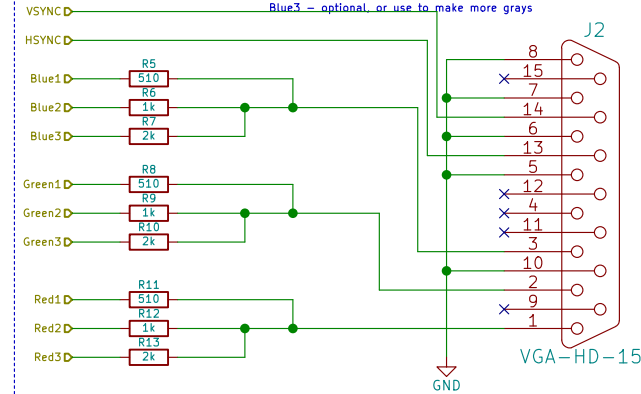 VSYNC
Blue3 – optional, or use to make more grays
HSYNC
J2
Blue1
R5
510
Blue2
R6
1k
Blue3
R7
2k
Green1
R8
510
Green2
R9
1k
Green3
R10
2k
Red1
R11
510
Red2
R12
1k
Red3
R13
2k
8
15
7
14
6
13
5
12
4
11
3
10
2
9
1
VGA-HD-15
GND